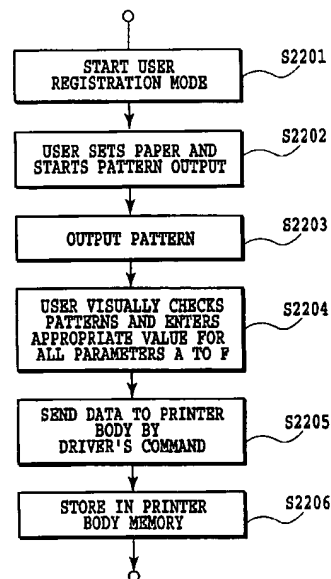 S2201
START USER
REGISTRATION MODE
S2202
USER SETS PAPER AND
STARTS PATTERN OUTPUT
S2203
OUTPUT PATTERN
S2204
USER VISUALLY CHECKS
PATTERNS AND ENTERS
APPROPRIATE VALUE FOR
ALL PARAMETERS A TO F
S2205
SEND DATA TO PRINTER
BODY BY
DRIVER'S COMMAND
S2206
STORE IN PRINTER
BODY MEMORY